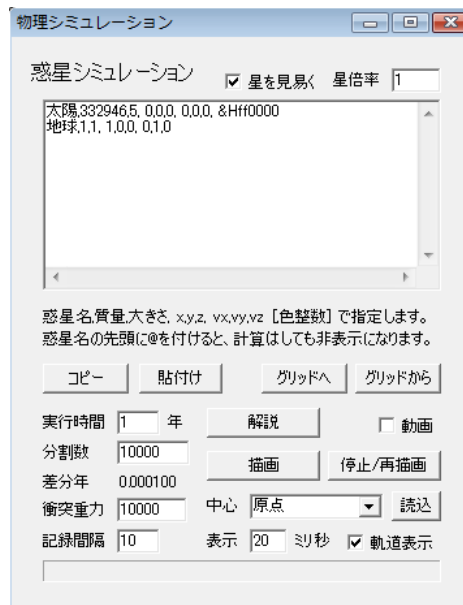 物理シミュレーション
惑星シミュレーション 星を見易く 星倍率 1
太陽,332946,5, 0,0,0, 0,0,0, &Hff0000
地球,1,1, 1,0,0, 0,1,0
惑星名,質量,大きさ, x,y,z, vx,vy,vz [色整数] で指定します。
惑星名の先頭に@を付けると、計算はしても非表示になります。
コピー 貼付け グリッドへ グリッドから
実行時間 1 年 解説 動画
分割数 10000 描画 停止/再描画
差分年 0.000100
衝突重力 10000 中心 原点 読込
記録間隔 10 表示 20 ミリ秒 軌道表示